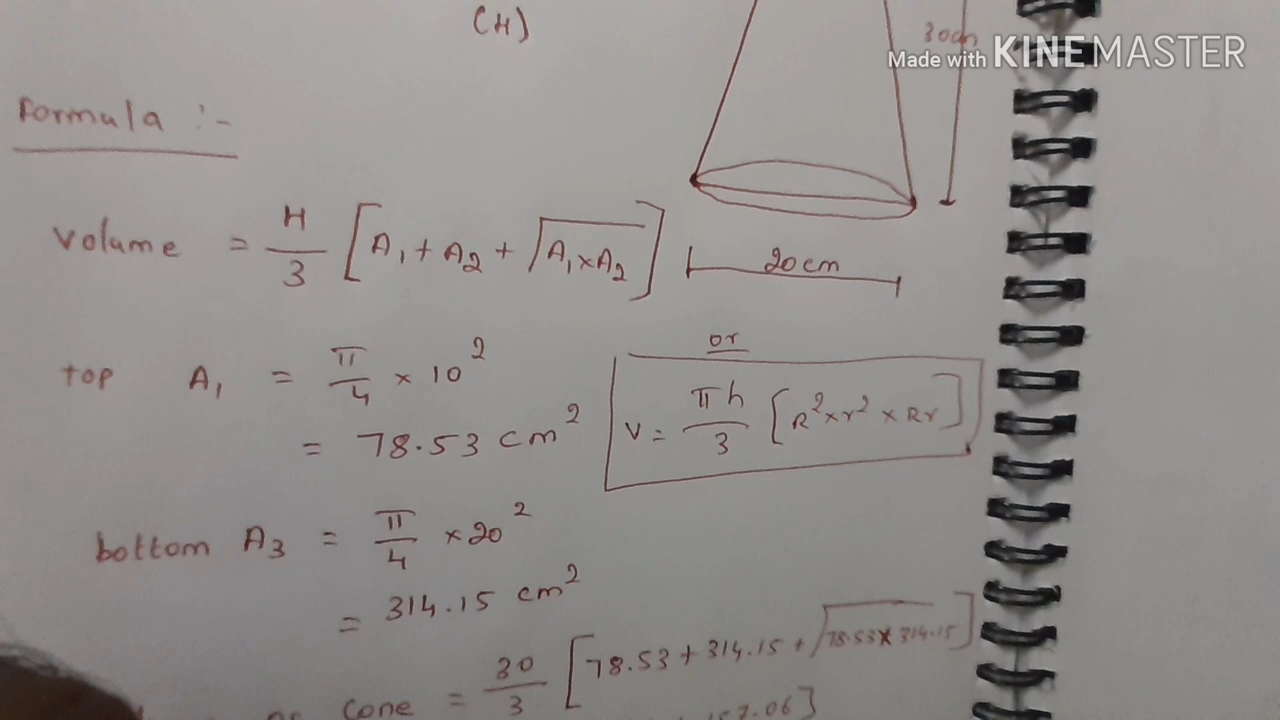 (H)
30cm
Made with KINEMASTER
Formula :-
Volume = H/3 [A₁ + A₂ + √(A₁×A₂)]
20cm
top A₁ = π/4 × 10²
= 78.53 cm²
or
V = πh/3 [R²×r²×Rr]
bottom A₃ = π/4 × 20²
= 314.15 cm²
cone = 30/3 [78.53 + 314.15 + √(78.53×314.15)]
7.06]